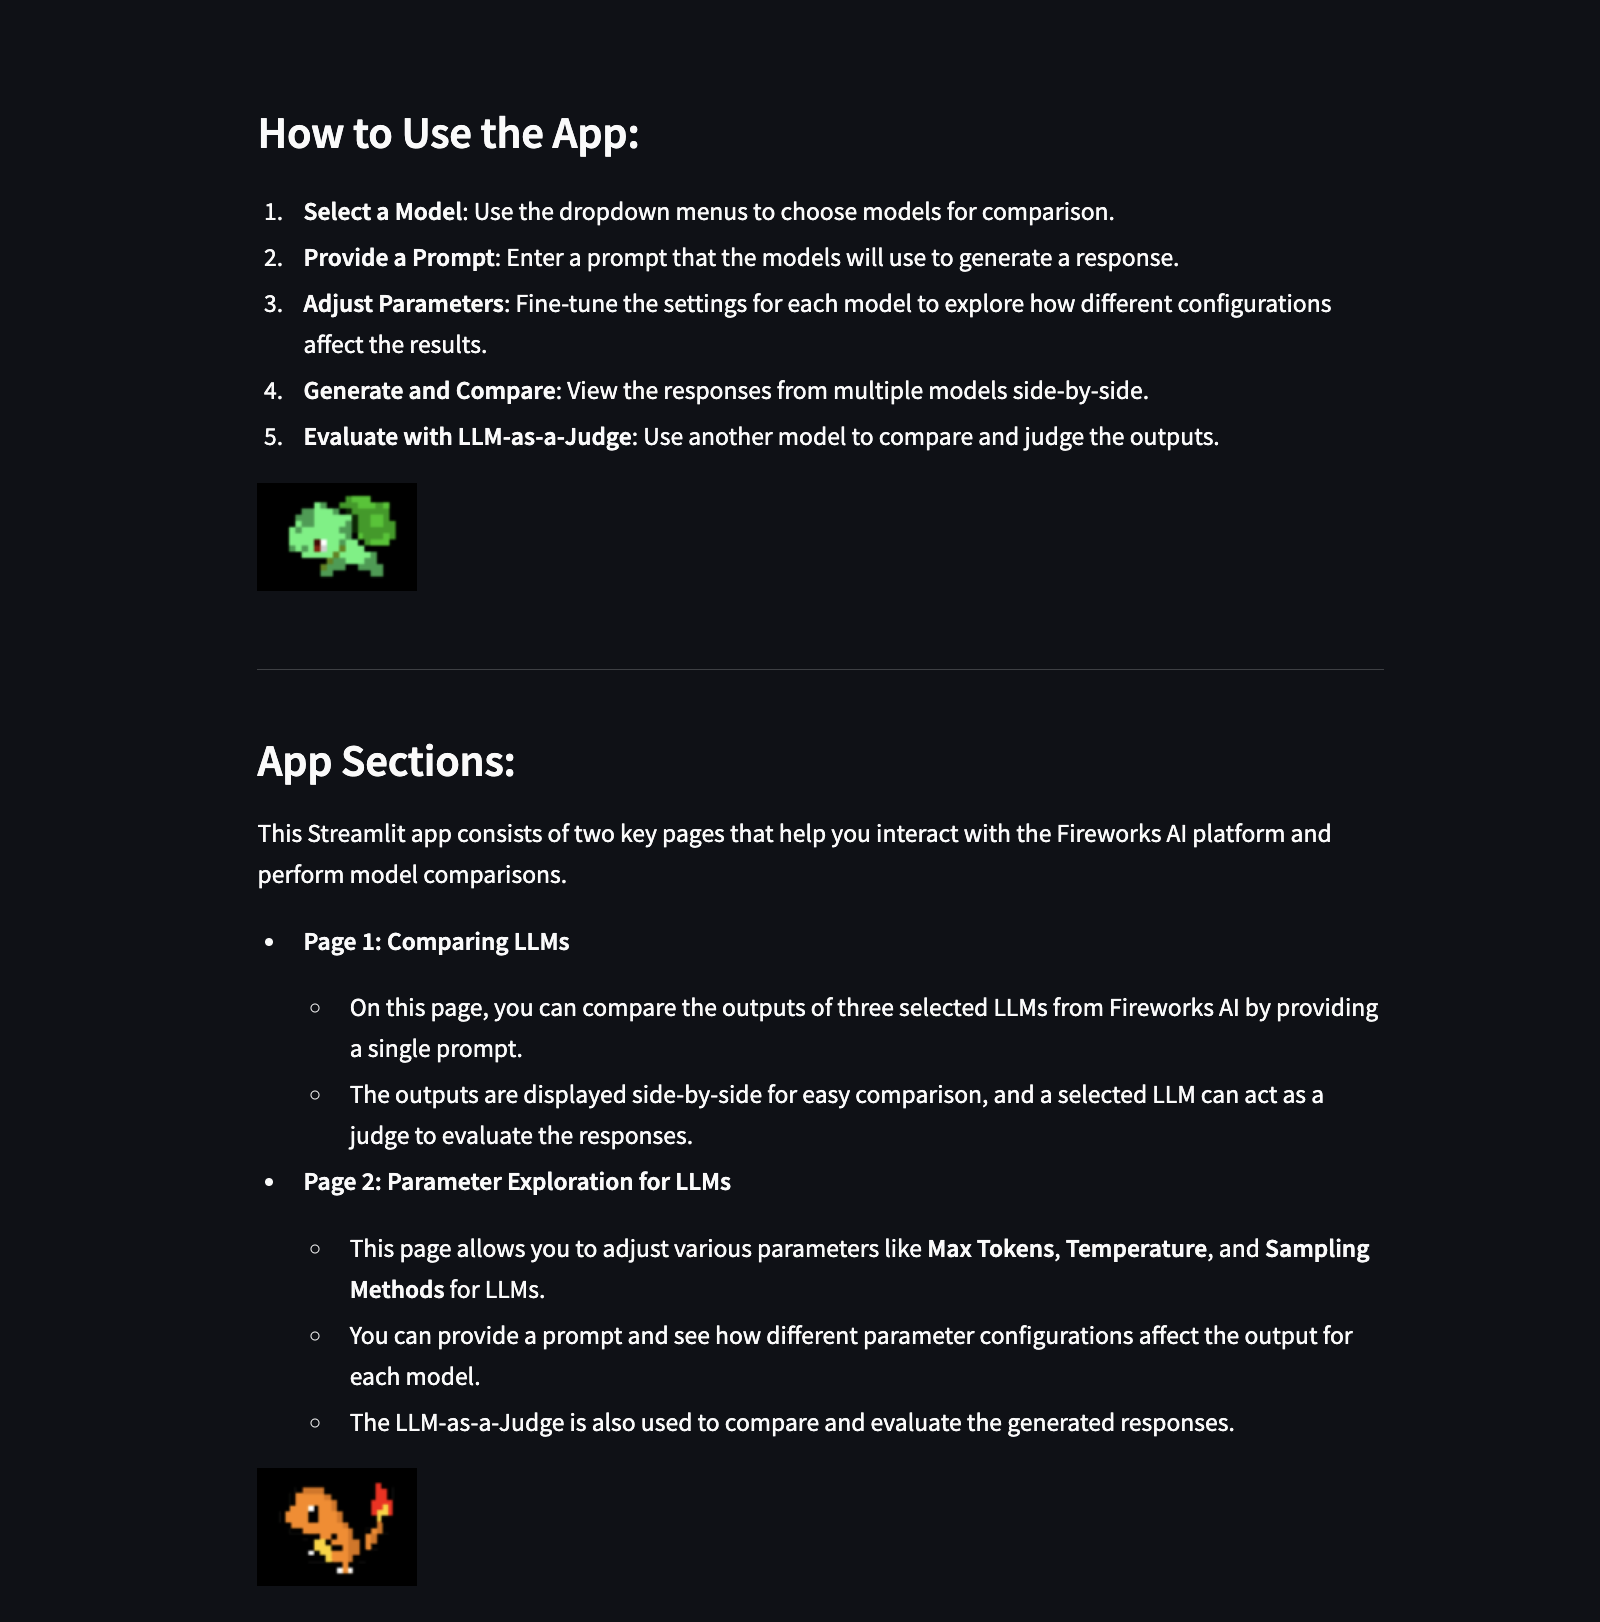 How to Use the App:
1. Select a Model: Use the dropdown menus to choose models for comparison.
2. Provide a Prompt: Enter a prompt that the models will use to generate a response.
3. Adjust Parameters: Fine-tune the settings for each model to explore how different configurations
affect the results.
4. Generate and Compare: View the responses from multiple models side-by-side.
5. Evaluate with LLM-as-a-Judge: Use another model to compare and judge the outputs.
App Sections:
This Streamlit app consists of two key pages that help you interact with the Fireworks AI platform and
perform model comparisons.
• Page 1: Comparing LLMs
◦ On this page, you can compare the outputs of three selected LLMs from Fireworks AI by providing
a single prompt.
◦ The outputs are displayed side-by-side for easy comparison, and a selected LLM can act as a
judge to evaluate the responses.
• Page 2: Parameter Exploration for LLMs
◦ This page allows you to adjust various parameters like Max Tokens, Temperature, and Sampling
Methods for LLMs.
◦ You can provide a prompt and see how different parameter configurations affect the output for
each model.
◦ The LLM-as-a-Judge is also used to compare and evaluate the generated responses.